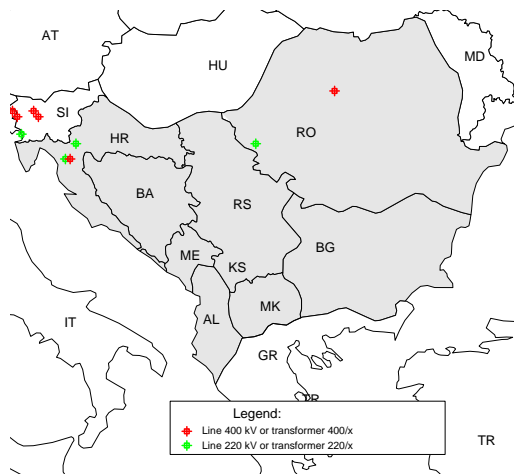 AT
MD
HU
SI
HR
RO
BA
RS
ME
KS
BG
IT
AL
MK
GR
TR
TR
Legend:
Line 400 kV or transformer 400/x
Line 220 kV or transformer 220/x